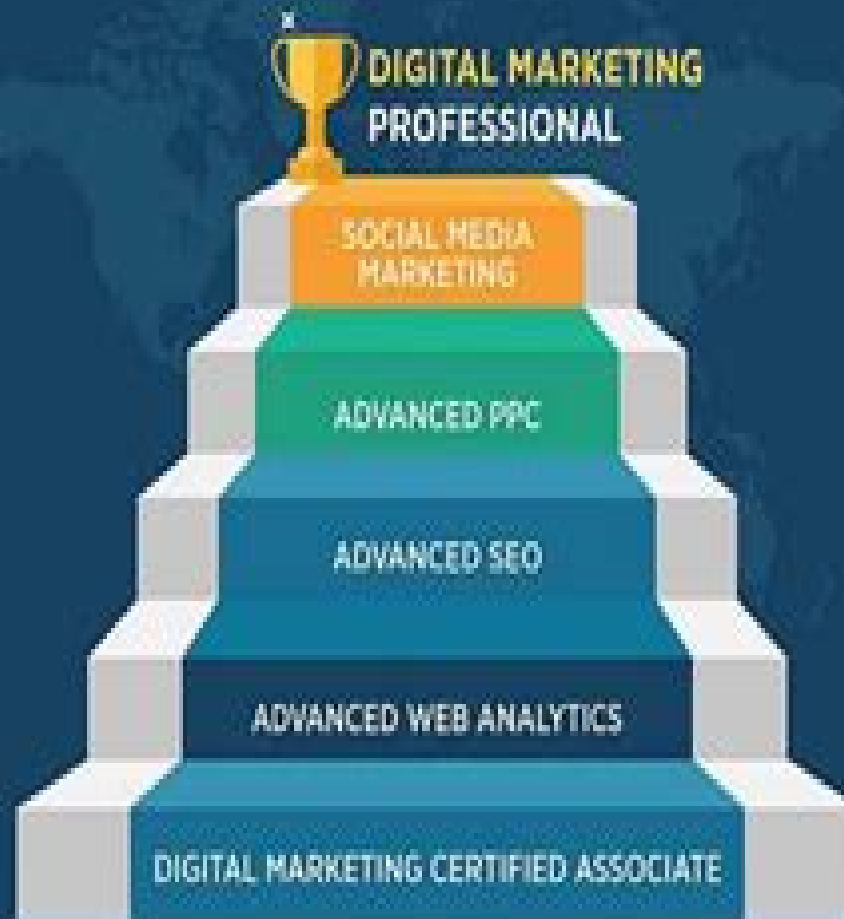 DIGITAL MARKETING
PROFESSIONAL
SOCIAL MEDIA
MARKETING
ADVANCED PPC
ADVANCED SEO
ADVANCED WEB ANALYTICS
DIGITAL MARKETING CERTIFIED ASSOCIATE